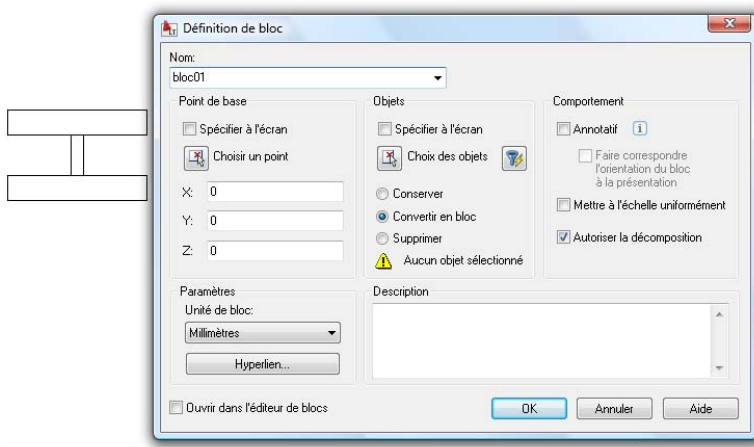 LT
Définition de bloc
Nom:
bloc01
Point de base
Spécifier à l'écran
Choisir un point
X: 0
Y: 0
Z: 0
Objets
Spécifier à l'écran
Choix des objets
Conserver
Convertir en bloc
Supprimer
Aucun objet sélectionné
Comportement
Annotatif i
Faire correspondre
l'orientation du bloc
à la présentation
Mettre à l'échelle uniformément
Autoriser la décomposition
Paramètres
Unité de bloc:
Millimètres
Hyperlien...
Description
Ouvrir dans l'éditeur de blocs
OK
Annuler
Aide